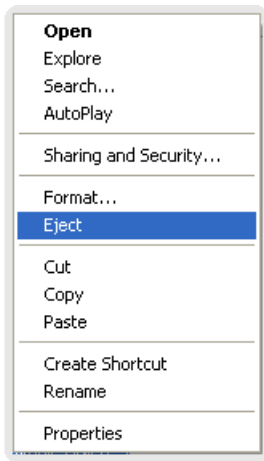 Open
Explore
Search...
AutoPlay
Sharing and Security...
Format...
Eject
Cut
Copy
Paste
Create Shortcut
Rename
Properties